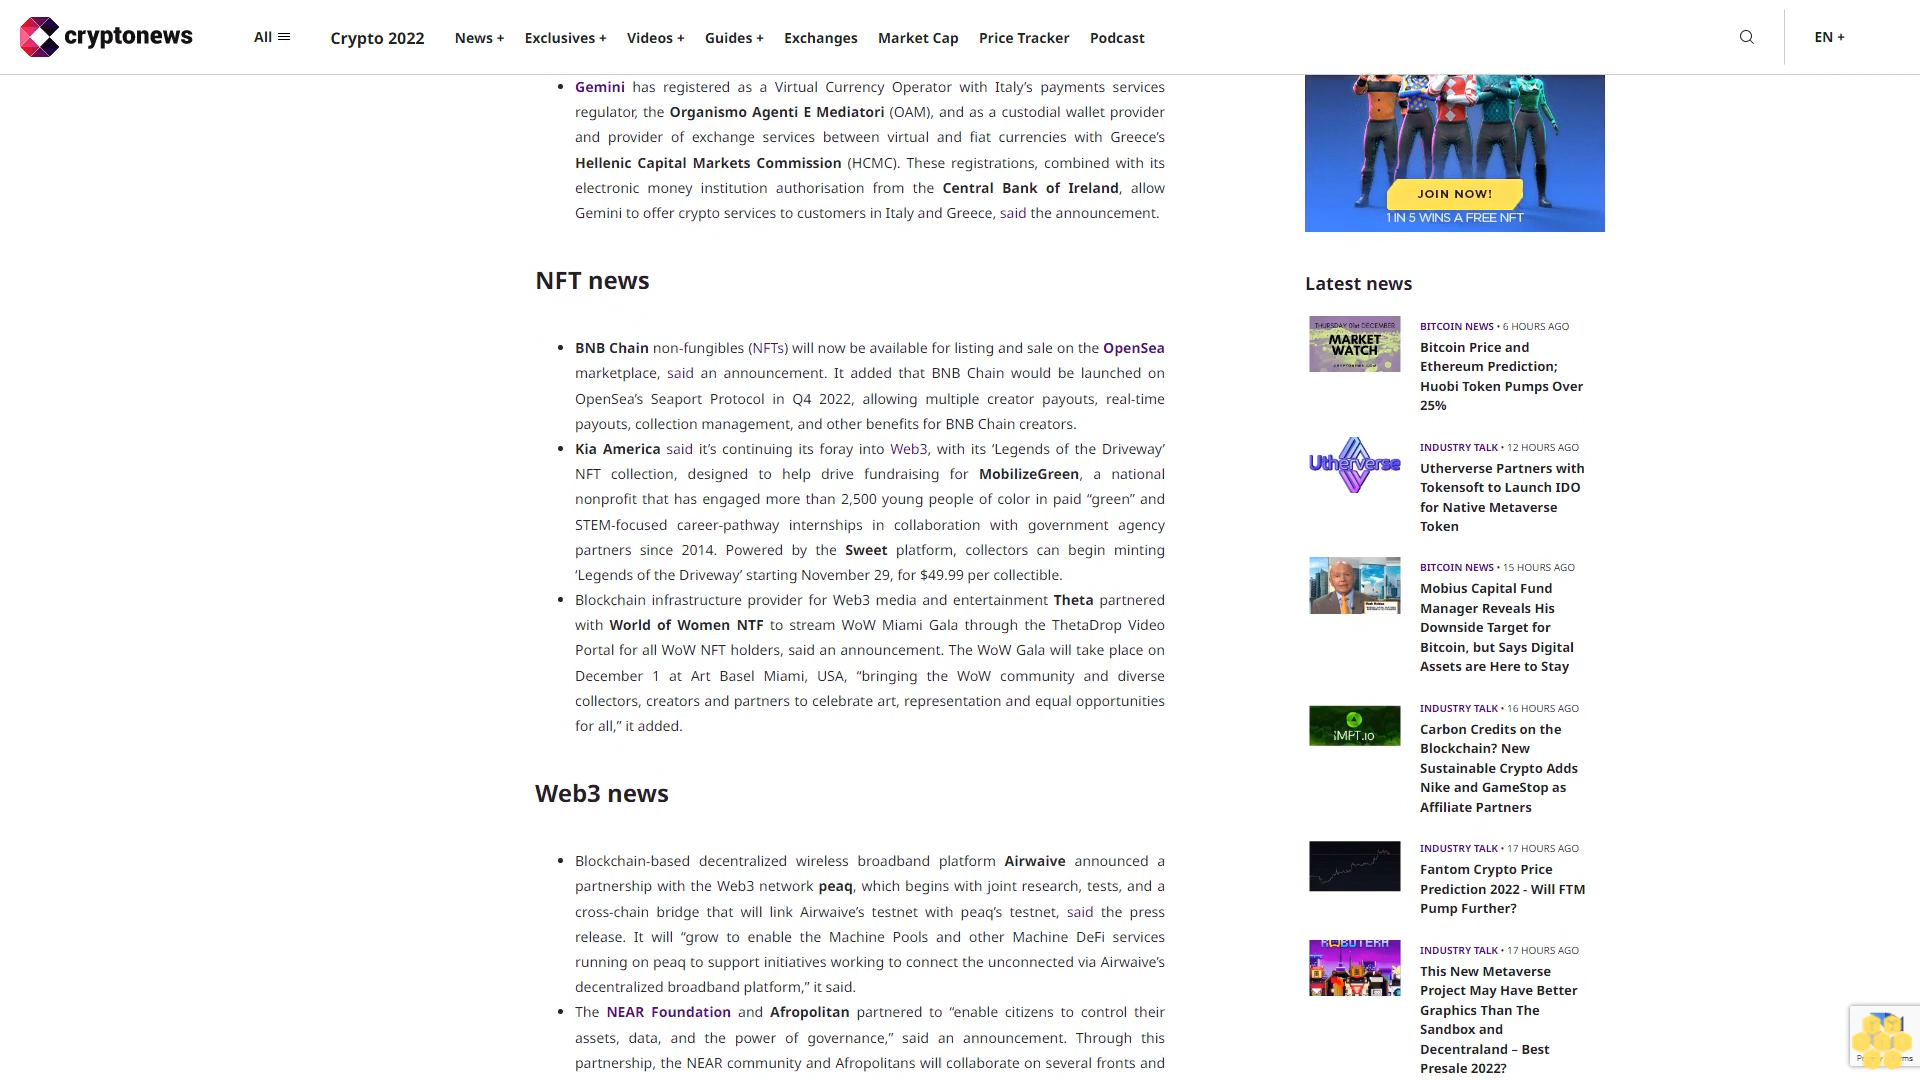 cryptonews
All
Crypto 2022
News +
Exclusives +
Videos +
Guides +
Exchanges
Market Cap
Price Tracker
Podcast
EN +
Gemini has registered as a Virtual Currency Operator with Italy’s payments services
regulator, the Organismo Agenti E Mediatori (OAM), and as a custodial wallet provider
and provider of exchange services between virtual and fiat currencies with Greece’s
Hellenic Capital Markets Commission (HCMC). These registrations, combined with its
electronic money institution authorisation from the Central Bank of Ireland, allow
Gemini to offer crypto services to customers in Italy and Greece, said the announcement.
NFT news
BNB Chain non-fungibles (NFTs) will now be available for listing and sale on the OpenSea
marketplace, said an announcement. It added that BNB Chain would be launched on
OpenSea’s Seaport Protocol in Q4 2022, allowing multiple creator payouts, real-time
payouts, collection management, and other benefits for BNB Chain creators.
Kia America said it’s continuing its foray into Web3, with its ‘Legends of the Driveway’
NFT collection, designed to help drive fundraising for MobilizeGreen, a national
nonprofit that has engaged more than 2,500 young people of color in paid “green” and
STEM-focused career-pathway internships in collaboration with government agency
partners since 2014. Powered by the Sweet platform, collectors can begin minting
‘Legends of the Driveway’ starting November 29, for $49.99 per collectible.
Blockchain infrastructure provider for Web3 media and entertainment Theta partnered
with World of Women NTF to stream WoW Miami Gala through the ThetaDrop Video
Portal for all WoW NFT holders, said an announcement. The WoW Gala will take place on
December 1 at Art Basel Miami, USA, “bringing the WoW community and diverse
collectors, creators and partners to celebrate art, representation and equal opportunities
for all,” it added.
Web3 news
Blockchain-based decentralized wireless broadband platform Airwaive announced a
partnership with the Web3 network peaq, which begins with joint research, tests, and a
cross-chain bridge that will link Airwaive’s testnet with peaq’s testnet, said the press
release. It will “grow to enable the Machine Pools and other Machine DeFi services
running on peaq to support initiatives working to connect the unconnected via Airwaive’s
decentralized broadband platform,” it said.
The NEAR Foundation and Afropolitan partnered to “enable citizens to control their
assets, data, and the power of governance,” said an announcement. Through this
partnership, the NEAR community and Afropolitans will collaborate on several fronts and
JOIN NOW!
1 IN 5 WINS A FREE NFT
Latest news
THURSDAY 01st DECEMBER
MARKET
WATCH
CRYPTONEWS.COM
BITCOIN NEWS • 6 HOURS AGO
Bitcoin Price and
Ethereum Prediction;
Huobi Token Pumps Over
25%
Utherverse
INDUSTRY TALK • 12 HOURS AGO
Utherverse Partners with
Tokensoft to Launch IDO
for Native Metaverse
Token
BITCOIN NEWS • 15 HOURS AGO
Mobius Capital Fund
Manager Reveals His
Downside Target for
Bitcoin, but Says Digital
Assets are Here to Stay
iMPT.io
INDUSTRY TALK • 16 HOURS AGO
Carbon Credits on the
Blockchain? New
Sustainable Crypto Adds
Nike and GameStop as
Affiliate Partners
INDUSTRY TALK • 17 HOURS AGO
Fantom Crypto Price
Prediction 2022 - Will FTM
Pump Further?
ROBOTERA
INDUSTRY TALK • 17 HOURS AGO
This New Metaverse
Project May Have Better
Graphics Than The
Sandbox and
Decentraland – Best
Presale 2022?